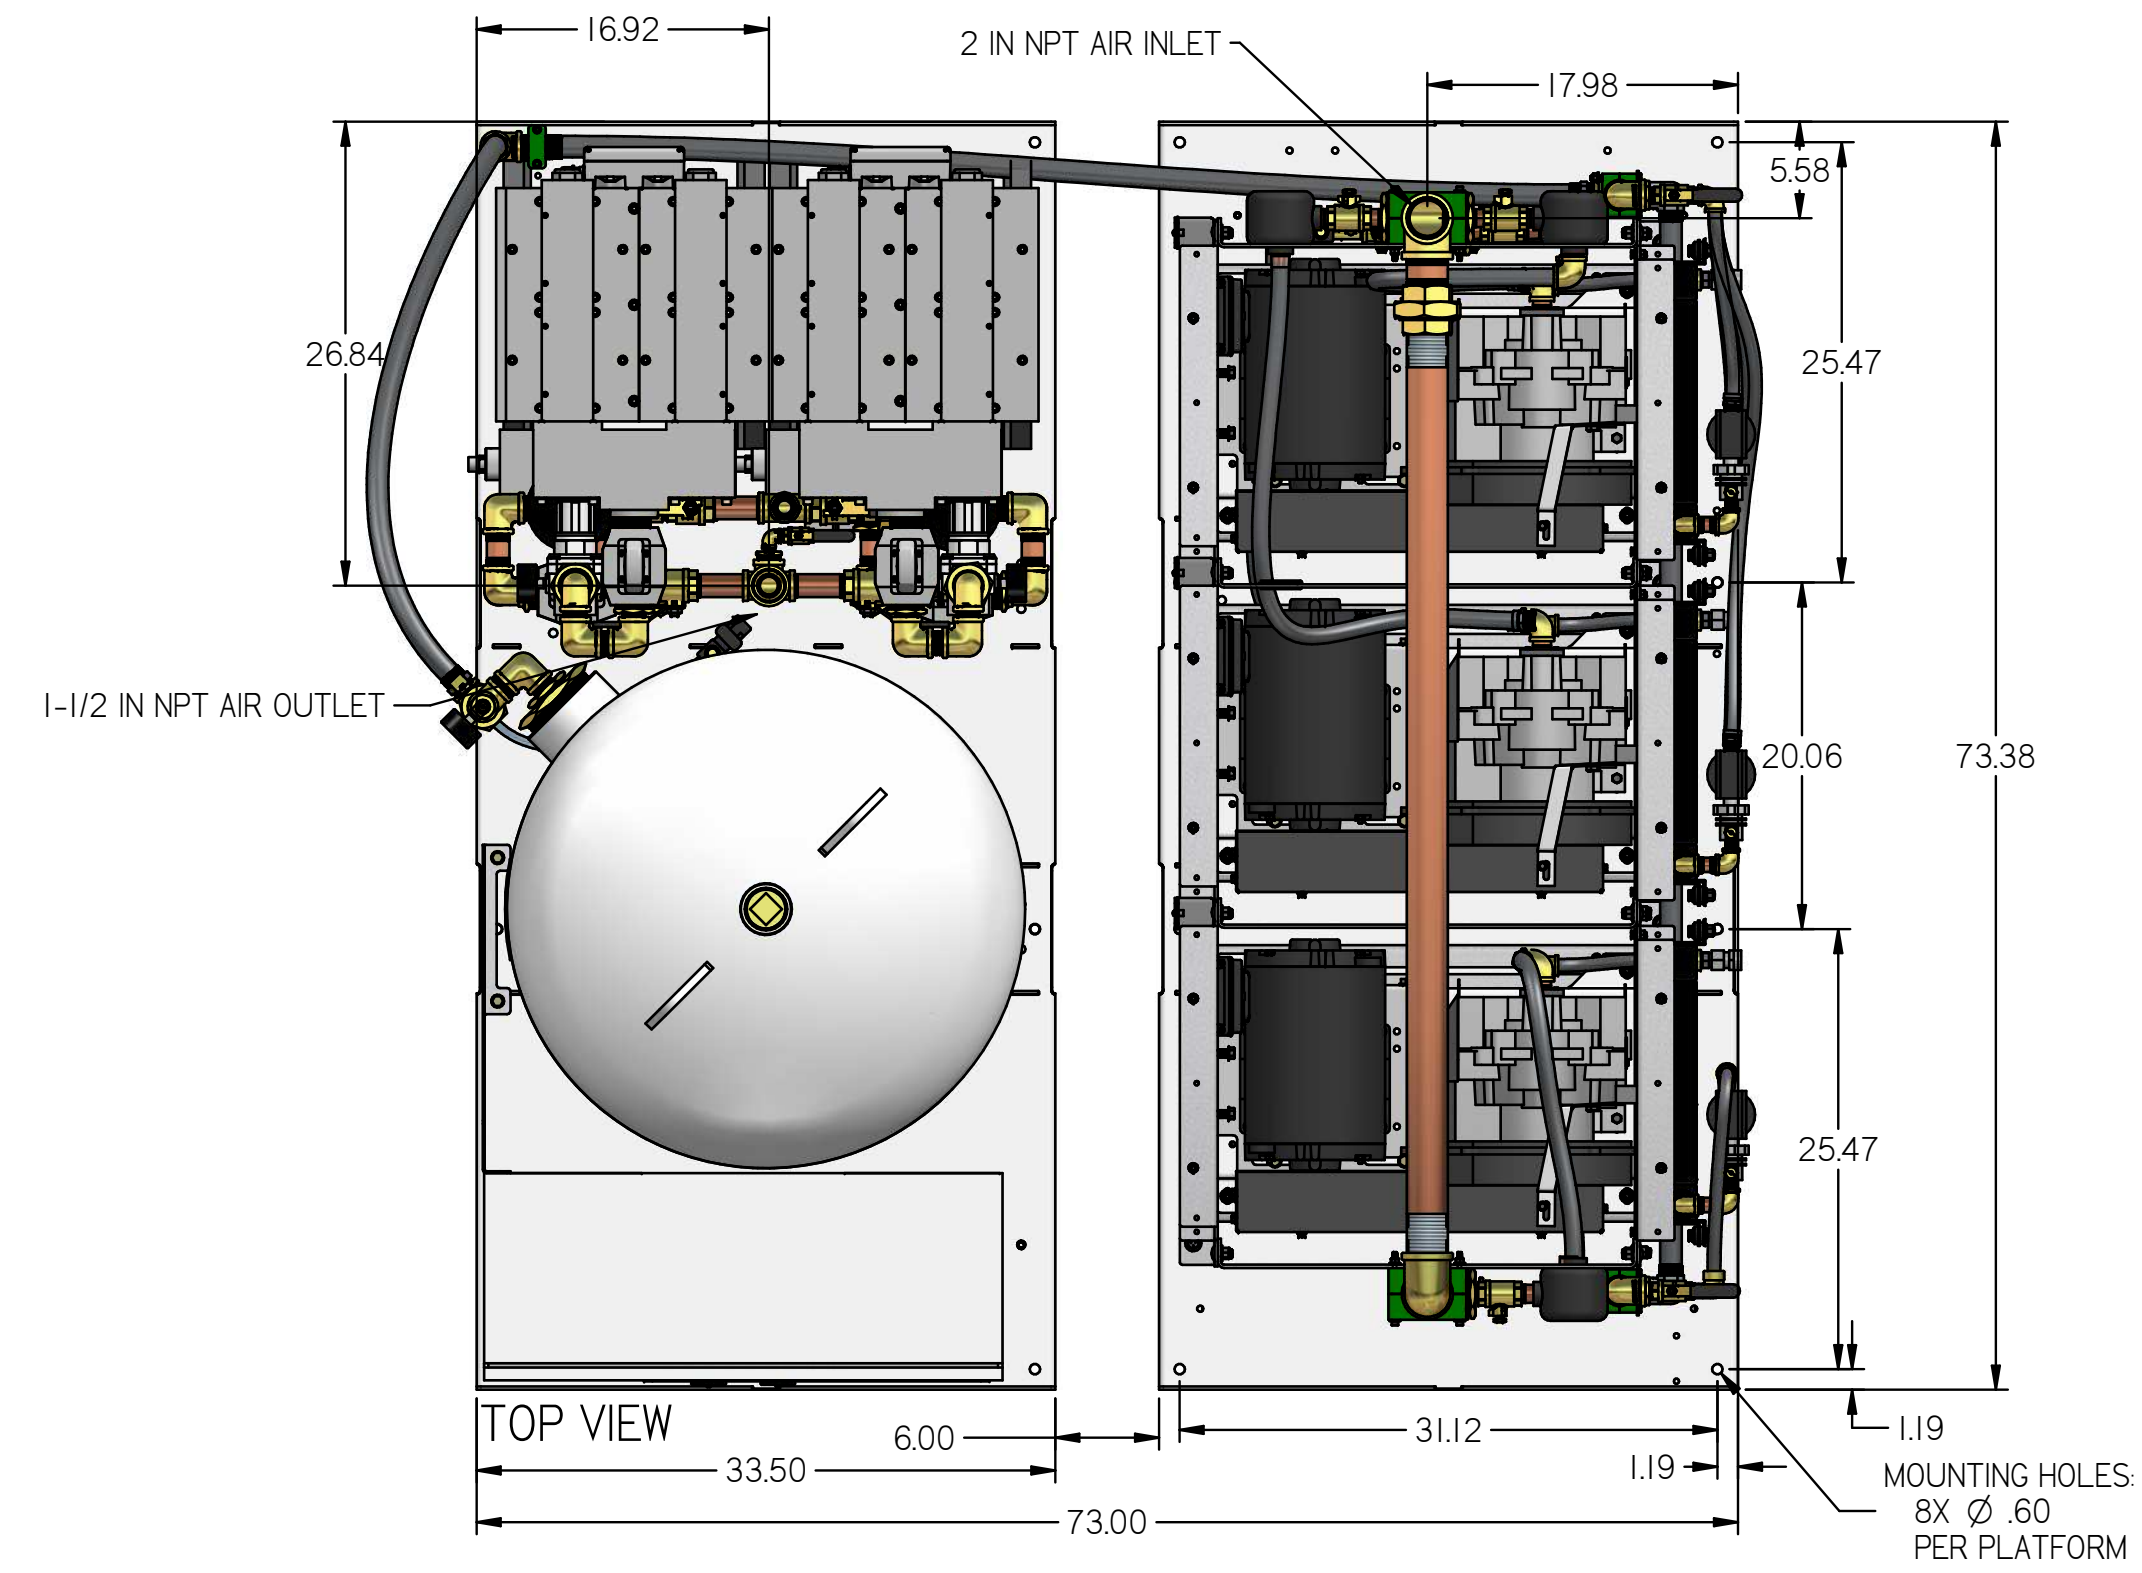 16.92
2 IN NPT AIR INLET
17.98
5.58
26.84
25.47
1-1/2 IN NPT AIR OUTLET
20.06
73.38
25.47
TOP VIEW
6.00
31.12
1.19
33.50
1.19
MOUNTING HOLES:
8X Ø .60
PER PLATFORM
73.00